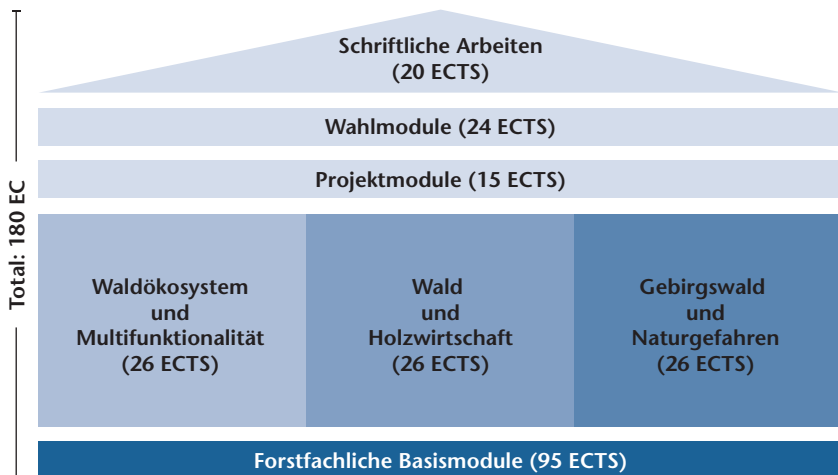 Schriftliche Arbeiten
(20 ECTS)
Wahlmodule (24 ECTS)
Projektmodule (15 ECTS)
Total: 180 EC
Waldökosystem
und
Multifunktionalität
(26 ECTS)
Wald
und
Holzwirtschaft
(26 ECTS)
Gebirgswald
und
Naturgefahren
(26 ECTS)
Forstfachliche Basismodule (95 ECTS)